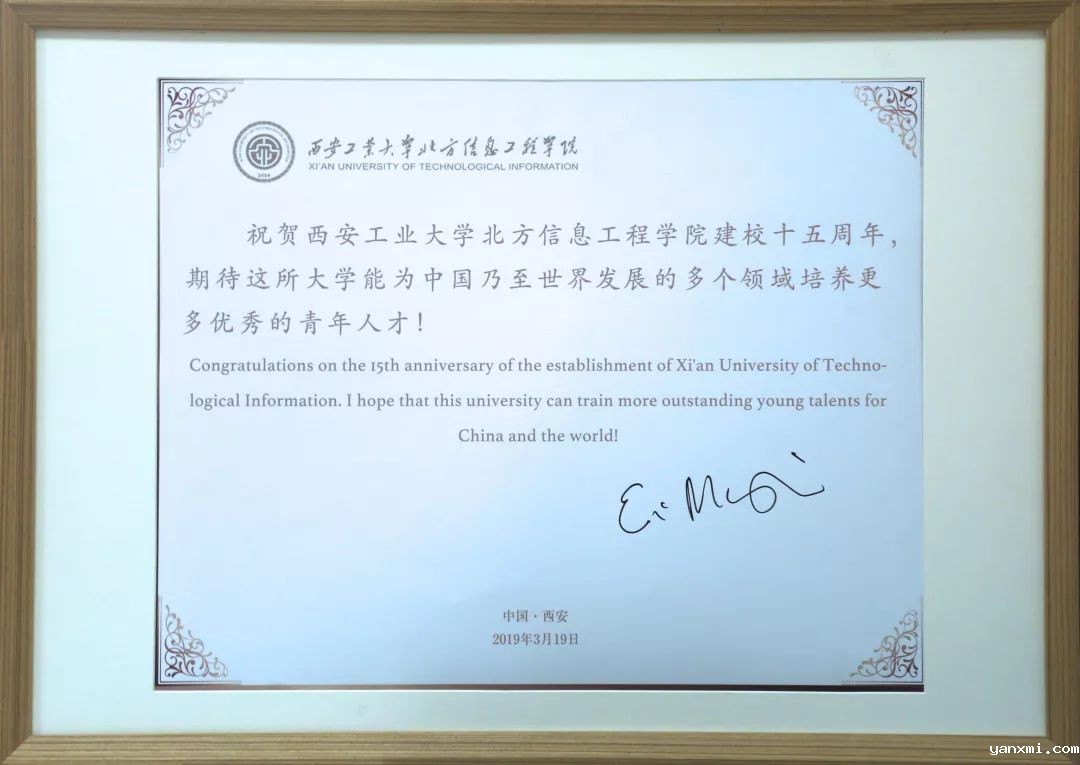 西安工业大学北方信息工程学院
XI'AN UNIVERSITY OF TECHNOLOGICAL INFORMATION
2004
祝贺西安工业大学北方信息工程学院建校十五周年，
期待这所大学能为中国乃至世界发展的多个领域培养更
多优秀的青年人才！
Congratulations on the 15th anniversary of the establishment of Xi'an University of Techno-
logical Information. I hope that this university can train more outstanding young talents for
China and the world!
中国·西安
2019年3月19日
yanxmi.com